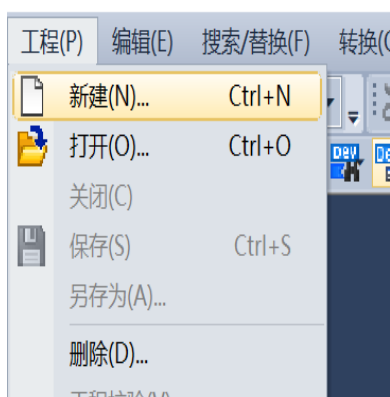 工程(P) 编辑(E) 搜索/替换(F) 转换(C
新建(N)... Ctrl+N
打开(O)... Ctrl+O
关闭(C)
保存(S) Ctrl+S
另存为(A)...
删除(D)...
Dev